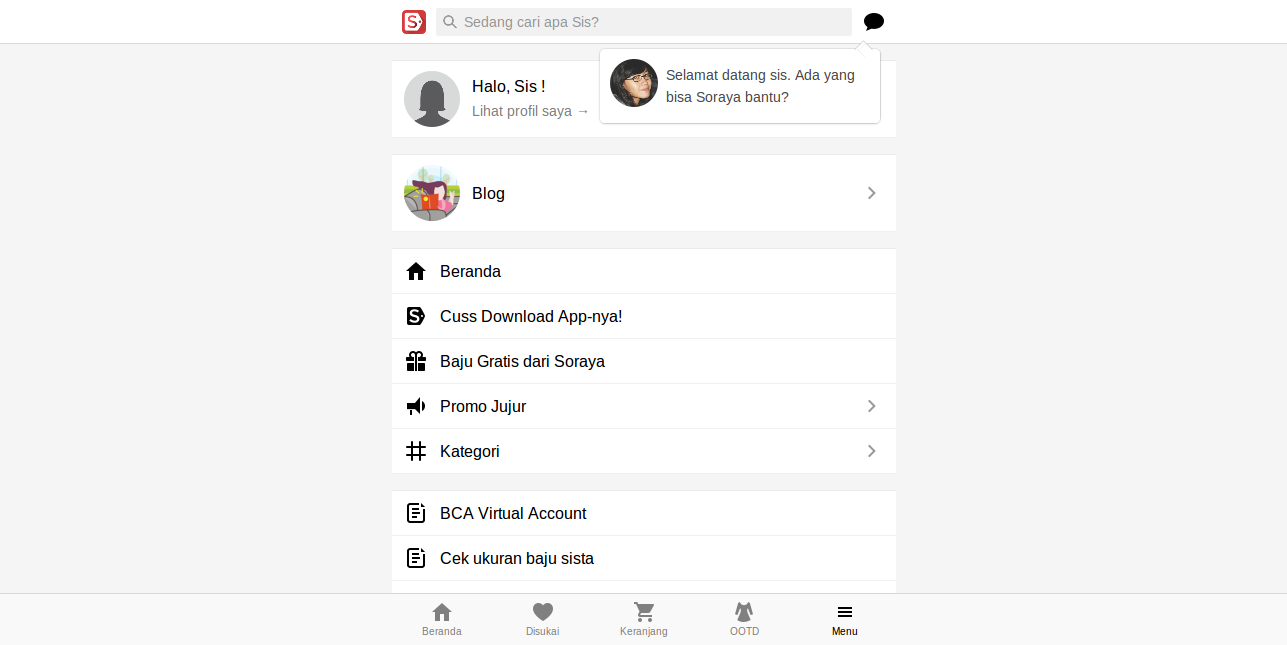 Sedang cari apa Sis?
Selamat datang sis. Ada yang
bisa Soraya bantu?
Halo, Sis !
Lihat profil saya →
Blog
Beranda
Cuss Download App-nya!
Baju Gratis dari Soraya
Promo Jujur
Kategori
BCA Virtual Account
Cek ukuran baju sista
Beranda
Disukai
Keranjang
OOTD
Menu